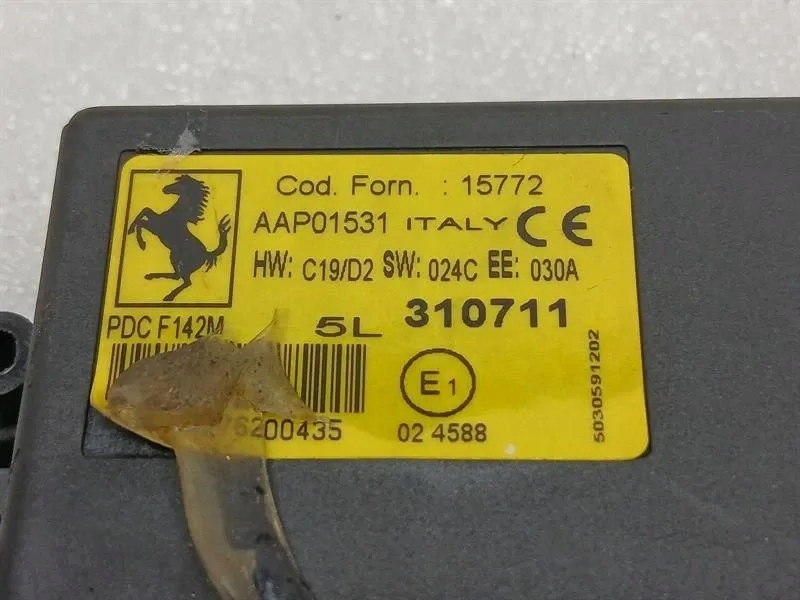 Cod. Forn. : 15772
AAP01531 ITALY CE
HW: C19/D2 SW: 024C EE: 030A
PDC F142M 5L 310711
E1
6200435 02 4588
5030591202